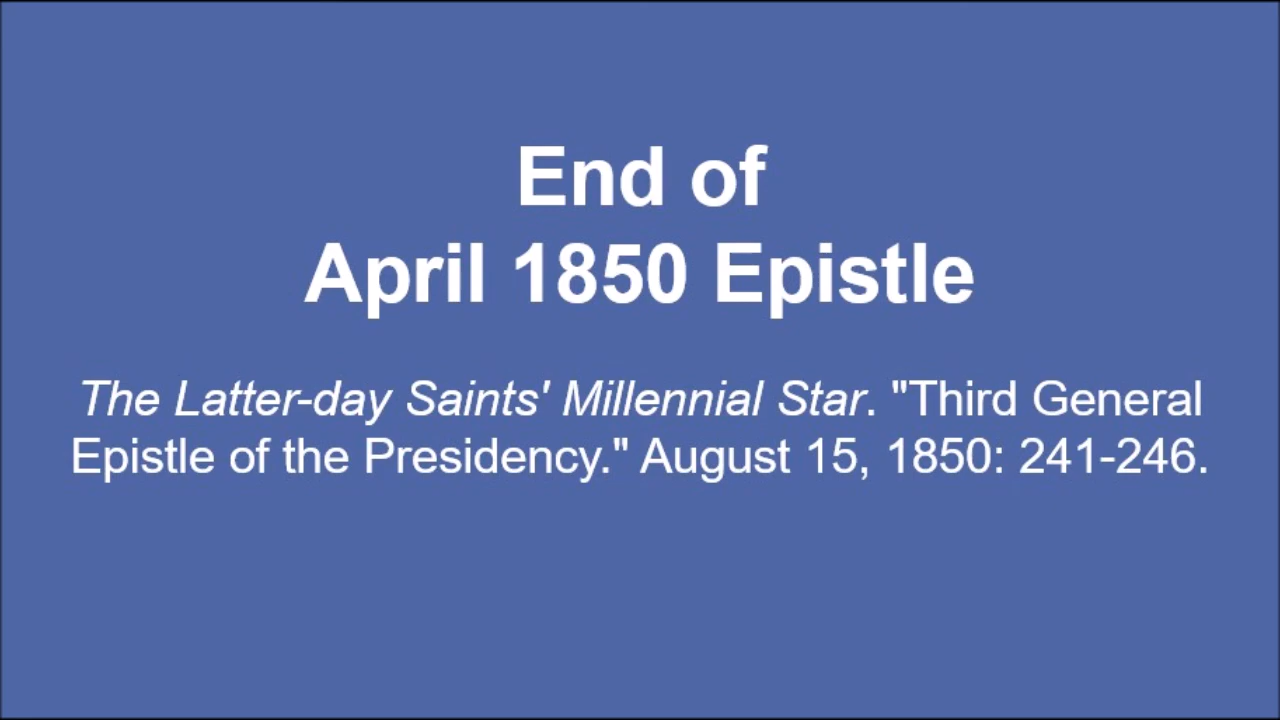 End of
April 1850 Epistle
The Latter-day Saints' Millennial Star. "Third General
Epistle of the Presidency." August 15, 1850: 241-246.